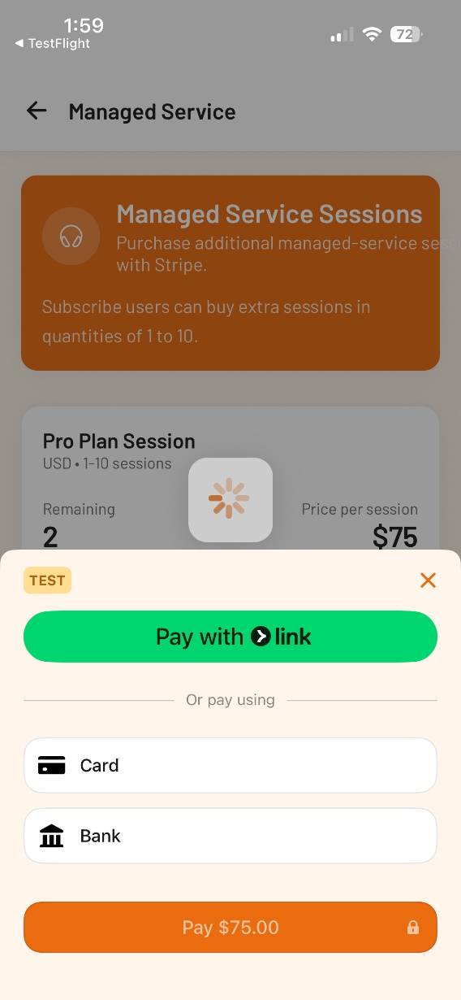 1:59
◀ TestFlight
72
Managed Service
Managed Service Sessions
Purchase additional managed-service
with Stripe.
Subscribe users can buy extra sessions in
quantities of 1 to 10.
Pro Plan Session
USD • 1-10 sessions
Remaining
Price per session
2
$75
TEST
Pay with link
Or pay using
Card
Bank
Pay $75.00